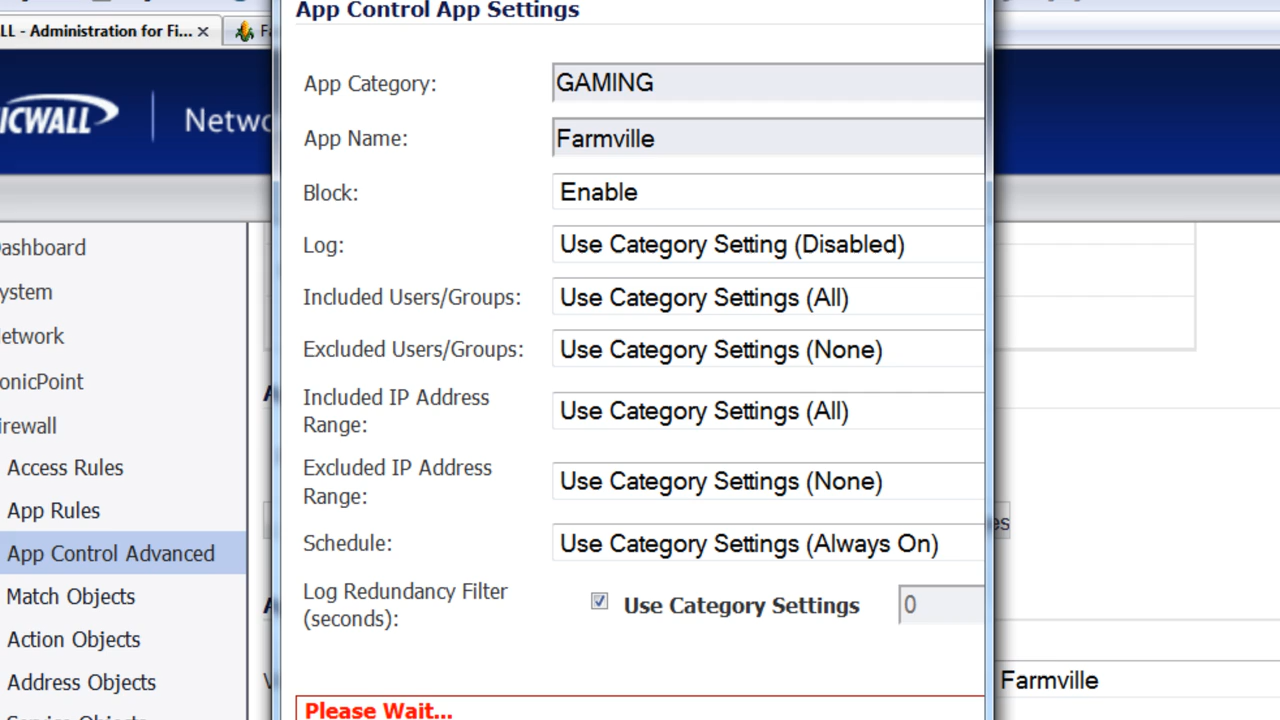 App Control App Settings
LL - Administration for Fi... ×
ICWALL
Netwo
App Category: GAMING
App Name: Farmville
Block: Enable
Log: Use Category Setting (Disabled)
Included Users/Groups: Use Category Settings (All)
Excluded Users/Groups: Use Category Settings (None)
Included IP Address
Range:
Use Category Settings (All)
Excluded IP Address
Range:
Use Category Settings (None)
Schedule: Use Category Settings (Always On)
Log Redundancy Filter
(seconds):
Use Category Settings 0
Please Wait...
ashboard
ystem
etwork
onicPoint
irewall
Access Rules
App Rules
App Control Advanced
Match Objects
Action Objects
Address Objects
es
Farmville